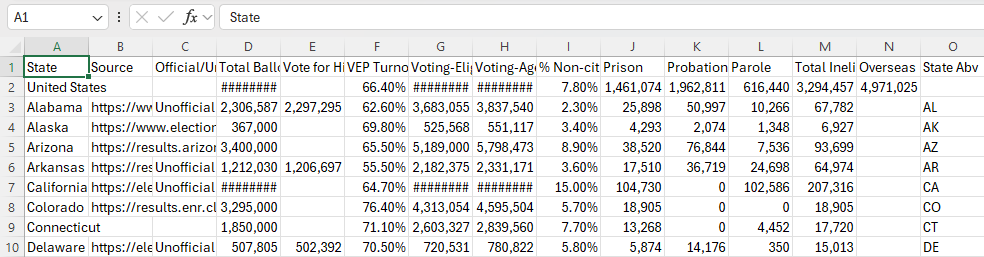 A1 fx State
A B C D E F G H I J K L M N O
1 State Source Official/U Total Ball Vote for Hi VEP Turno Voting-Elig Voting-Age % Non-cit Prison Probation Parole Total Ineli Overseas State Abv
2 United States ######## 66.40% ######## ######## 7.80% 1,461,074 1,962,811 616,440 3,294,457 4,971,025
3 Alabama https://ww Unofficial 2,306,587 2,297,295 62.60% 3,683,055 3,837,540 2.30% 25,898 50,997 10,266 67,782 AL
4 Alaska https://www.election 367,000 69.80% 525,568 551,117 3.40% 4,293 2,074 1,348 6,927 AK
5 Arizona https://results.arizon 3,400,000 65.50% 5,189,000 5,798,473 8.90% 38,520 76,844 7,536 93,699 AZ
6 Arkansas https://res Unofficial 1,212,030 1,206,697 55.50% 2,182,375 2,331,171 3.60% 17,510 36,719 24,698 64,974 AR
7 California https://ele Unofficial ######## 64.70% ######## ######## 15.00% 104,730 0 102,586 207,316 CA
8 Colorado https://results.enr.cl 3,295,000 76.40% 4,313,054 4,595,504 5.70% 18,905 0 0 18,905 CO
9 Connecticut 1,850,000 71.10% 2,603,327 2,839,560 7.70% 13,268 0 4,452 17,720 CT
10 Delaware https://ele Unofficial 507,805 502,392 70.50% 720,531 780,822 5.80% 5,874 14,176 350 15,013 DE